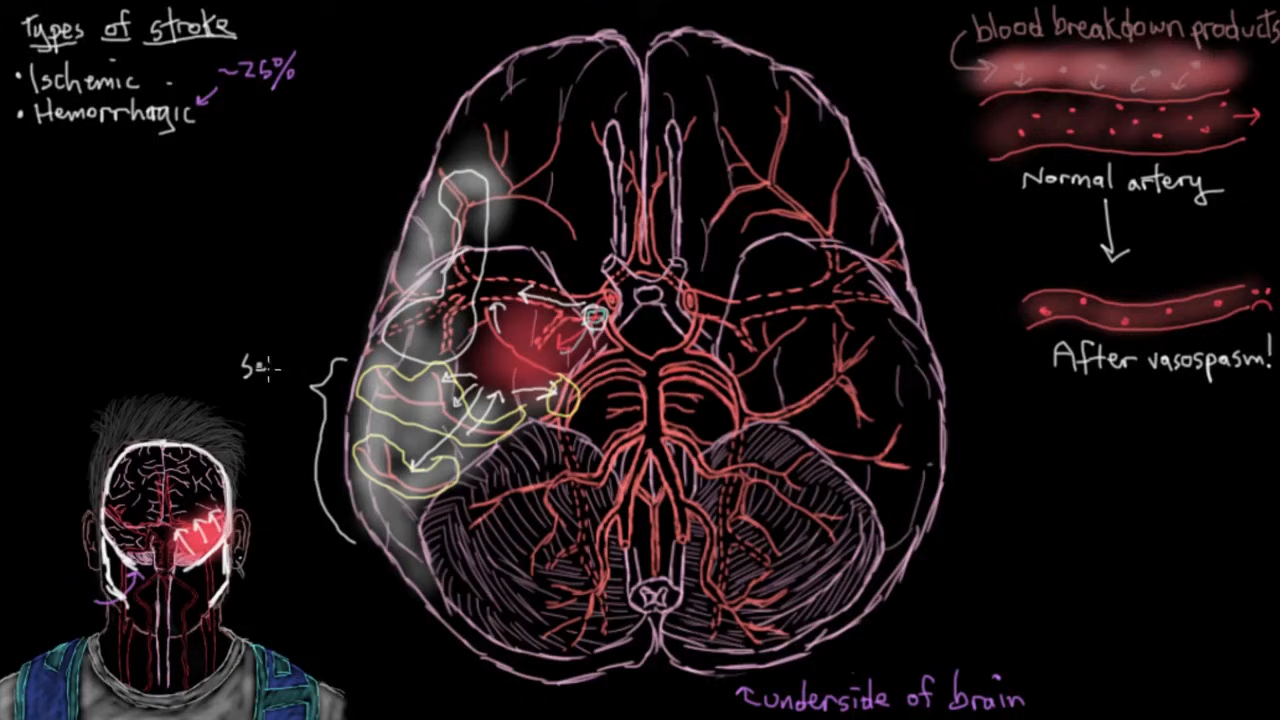 Types of stroke
• Ischemic
~25%
• Hemorrhagic
blood breakdown products
Normal artery
After vasospasm!
underside of brain